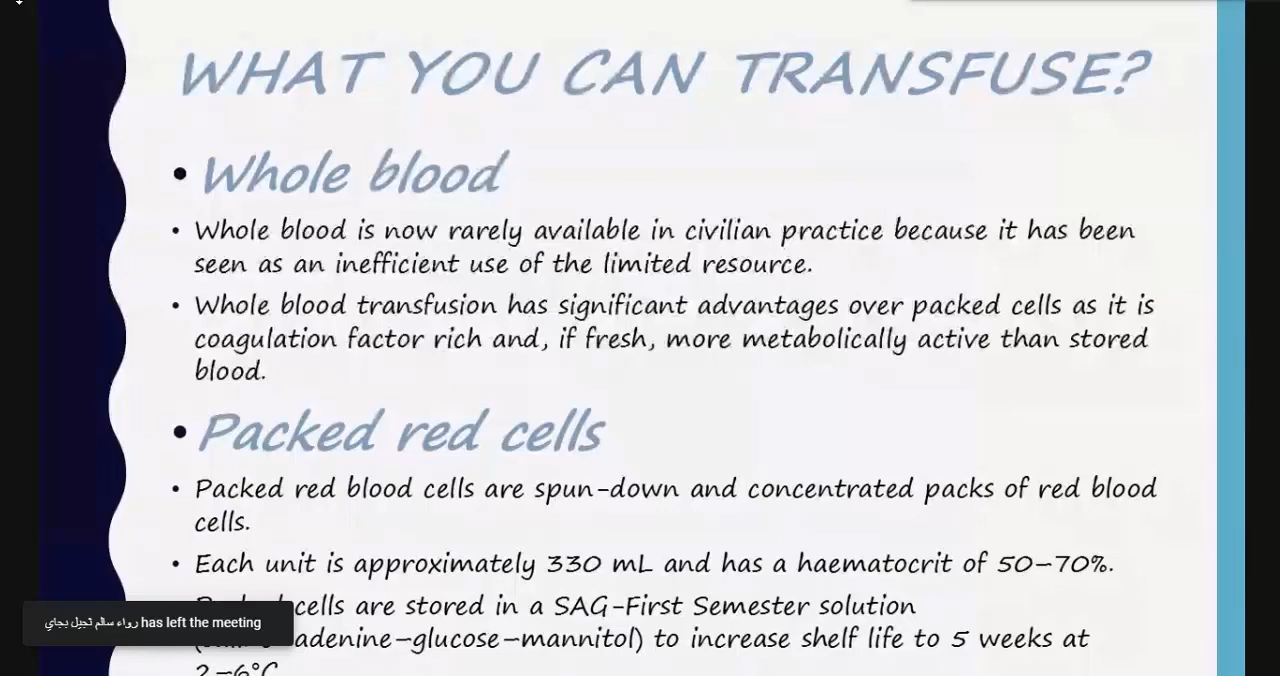 WHAT YOU CAN TRANSFUSE?
• Whole blood
• Whole blood is now rarely available in civilian practice because it has been
seen as an inefficient use of the limited resource.
• Whole blood transfusion has significant advantages over packed cells as it is
coagulation factor rich and, if fresh, more metabolically active than stored
blood.
• Packed red cells
• Packed red blood cells are spun-down and concentrated packs of red blood
cells.
• Each unit is approximately 330 mL and has a haematocrit of 50–70%.
cells are stored in a SAG-First Semester solution
adenine–glucose–mannitol) to increase shelf life to 5 weeks at
2–6°C
رواء سالم has left the meeting